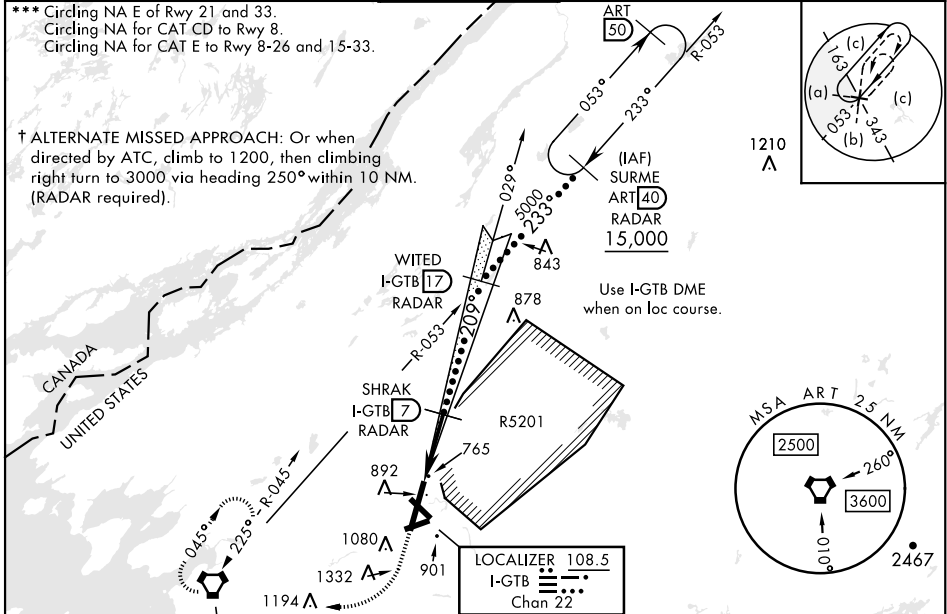 *** Circling NA E of Rwy 21 and 33.
Circling NA for CAT CD to Rwy 8.
Circling NA for CAT E to Rwy 8-26 and 15-33.
† ALTERNATE MISSED APPROACH: Or when
directed by ATC, climb to 1200, then climbing
right turn to 3000 via heading 250° within 10 NM.
(RADAR required).
ART
50
R-053
053°
233°
(IAF)
SURME
ART 40
RADAR
15,000
1210
163
(c)
(a)
(c)
053
(b)
343
029°
5000
233°
843
WITED
I-GTB 17
RADAR
878
Use I-GTB DME
when on loc course.
209°
R-053
CANADA
UNITED STATES
SHRAK
I-GTB 7
RADAR
R5201
765
892
MSA ART 25 NM
2500
260°
3600
010°
2467
045°
225°
R-045
1080
901
1332
1194
LOCALIZER 108.5
I-GTB
Chan 22